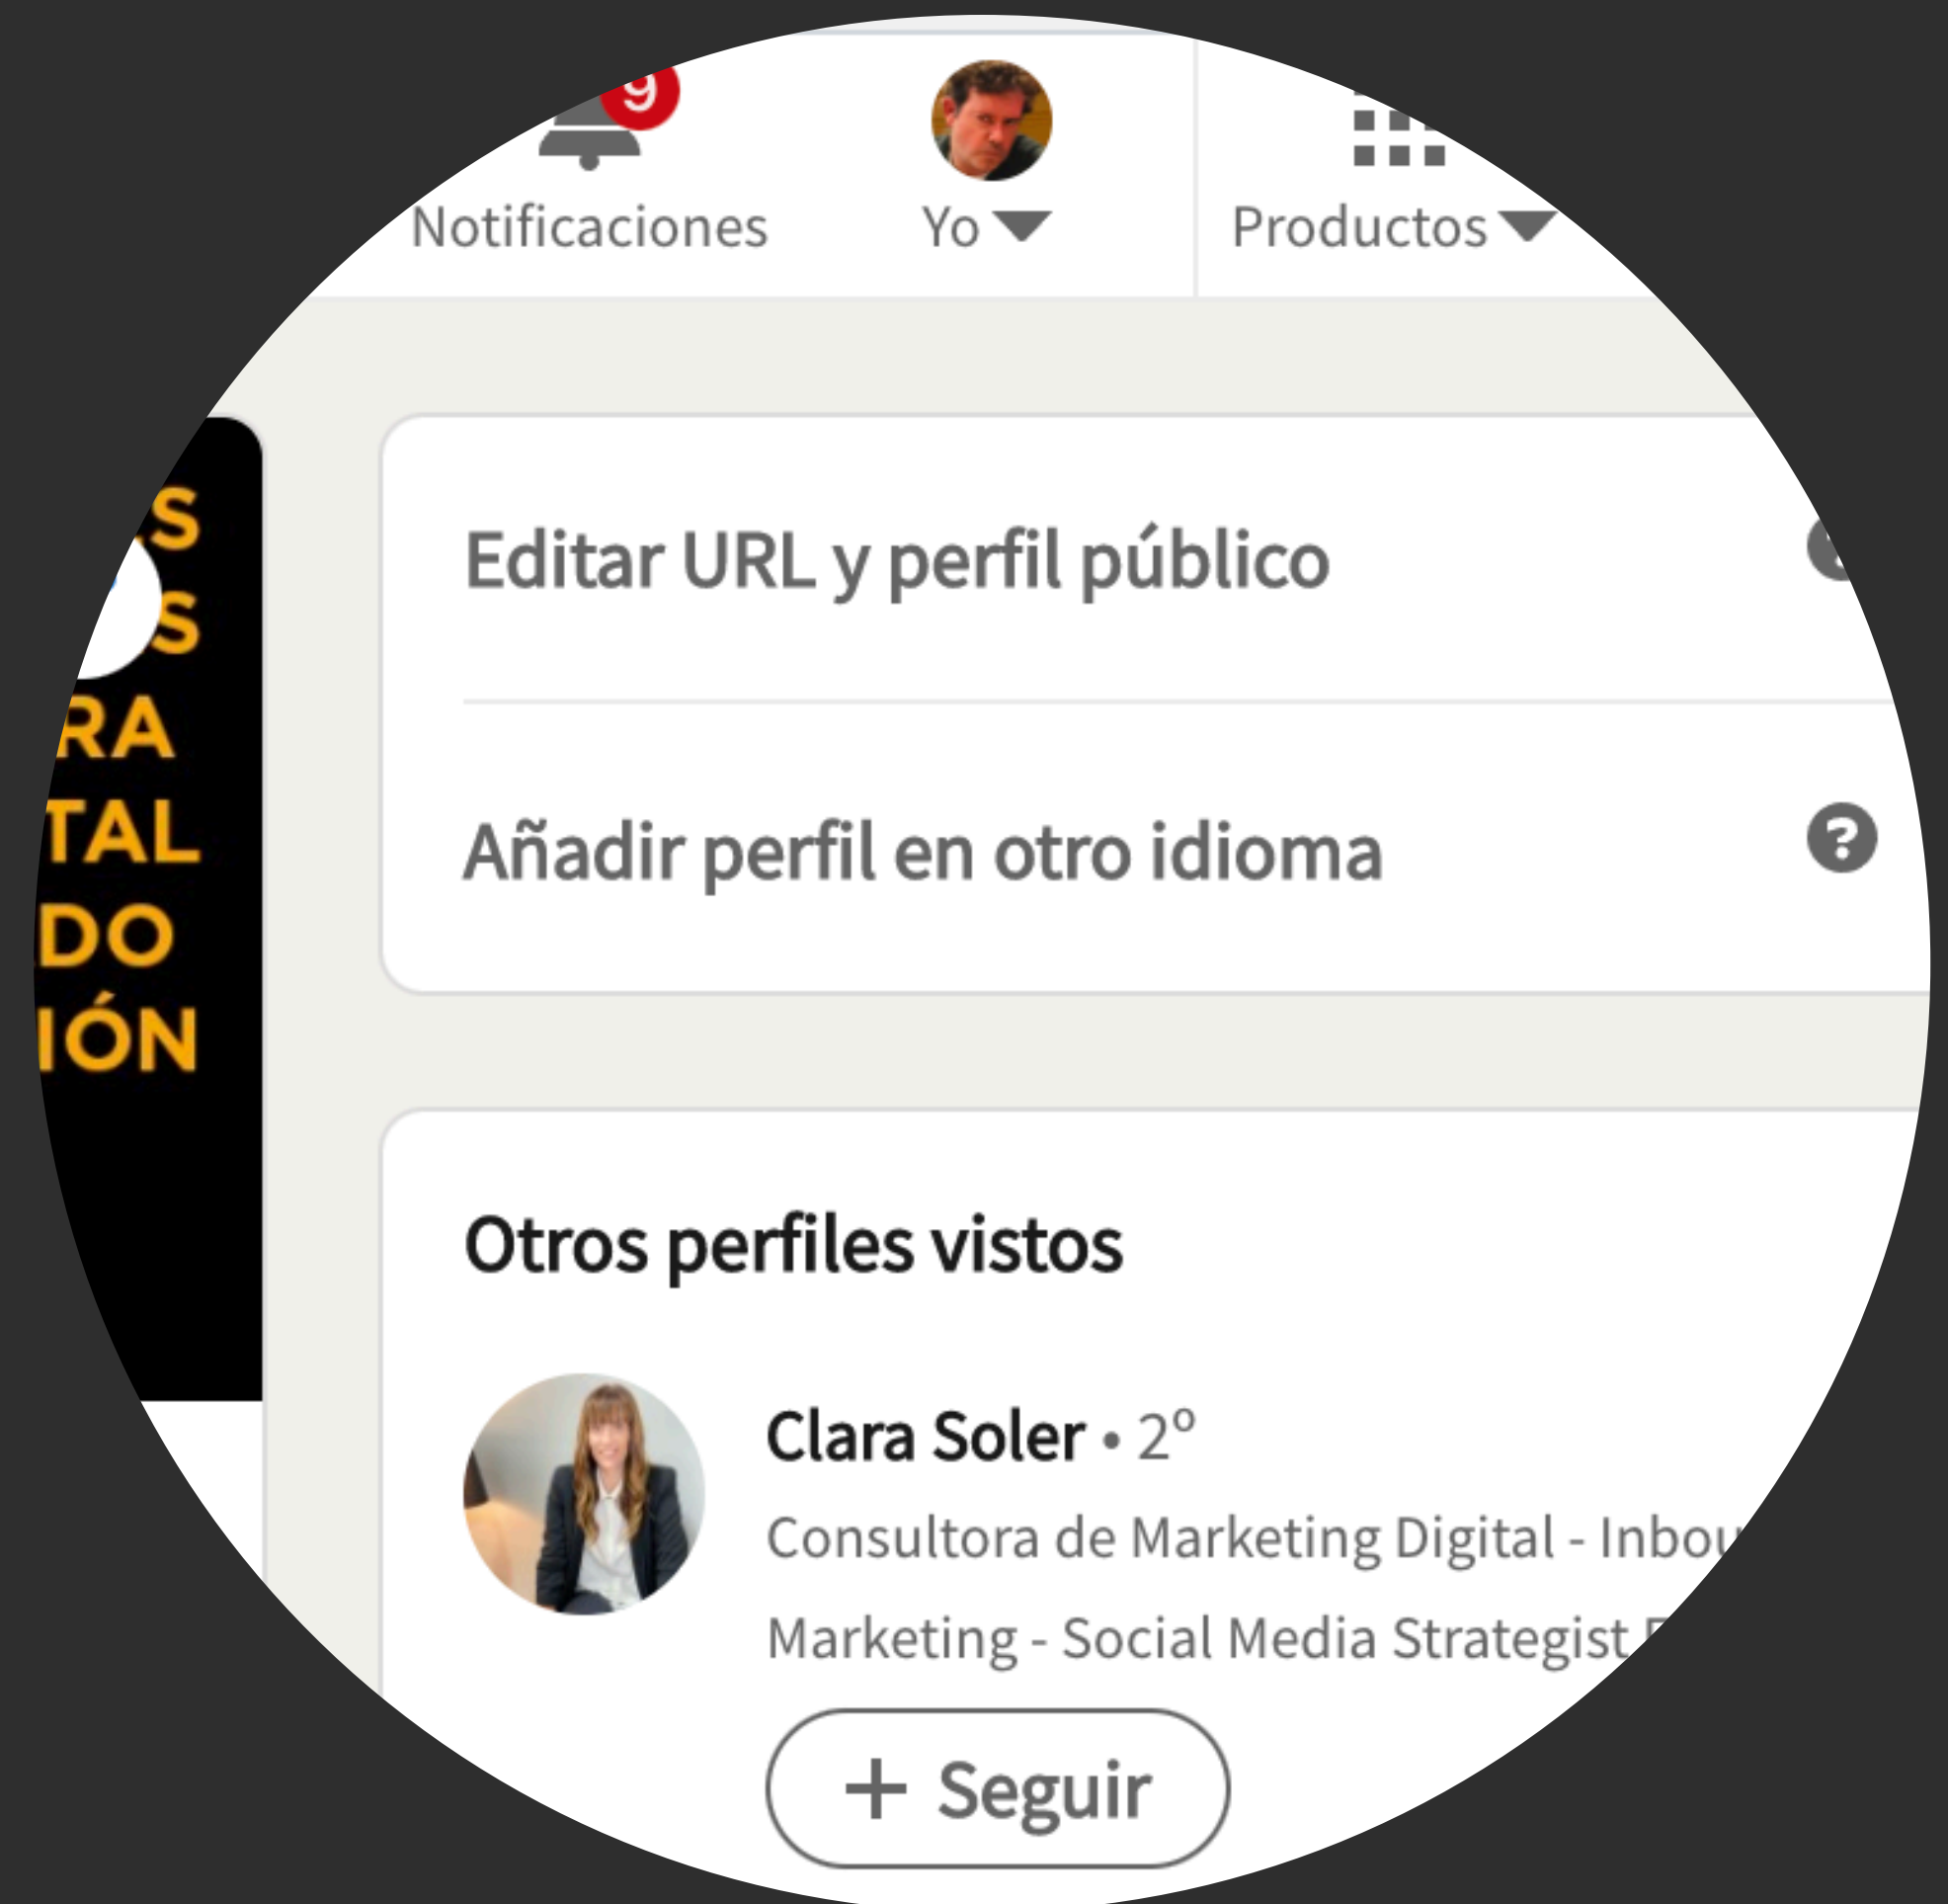 9
Notificaciones
Yo
Productos
S
S
RA
TAL
DO
IÓN
Editar URL y perfil público
Añadir perfil en otro idioma
?
Otros perfiles vistos
Clara Soler • 2º
Consultora de Marketing Digital -
Marketing - Social Media Strategist
+ Seguir